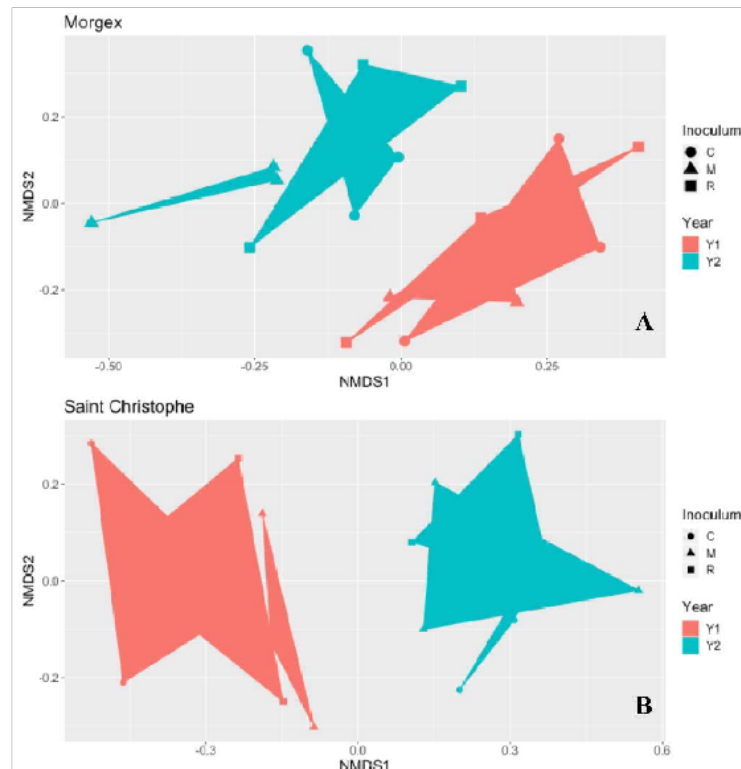 Morgex
0.2
0.0
-0.2
NMDS2
-0.50
-0.25
0.00
0.25
NMDS1
A
Inoculum
C
M
R
Year
Y1
Y2
Saint Christophe
0.2
0.0
-0.2
NMDS2
-0.3
0.0
0.3
0.6
NMDS1
B
Inoculum
C
M
R
Year
Y1
Y2